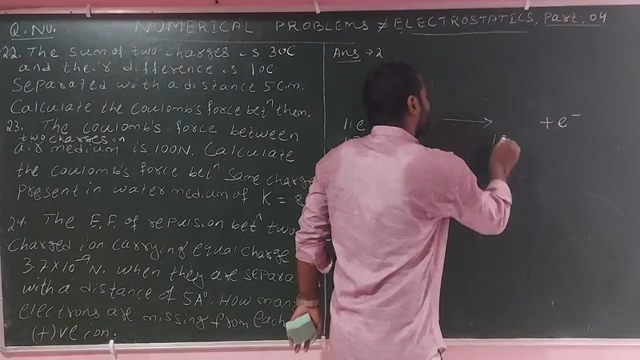 Q.No. NUMERICAL PROBLEMS ≠ ELECTROSTATICS, Part, 04
22. The sum of two charges is 30C
and their difference is 10C
separated with a distance 5cm.
Calculate the Coulomb's force betⁿ them.
23. The Coulomb's force between
two charges in
air medium is 100N. Calculate
the coulomb's force betⁿ same charge
present in water medium of K = 8
24. The E.F. of repulsion betⁿ two
charged ion carrying equal charge
3.7×10⁻⁹N. when they are separa
with a distance of 5A°. How man
electrons are missing from each
(+)ve ion.
Ans → 2
11e → + e⁻